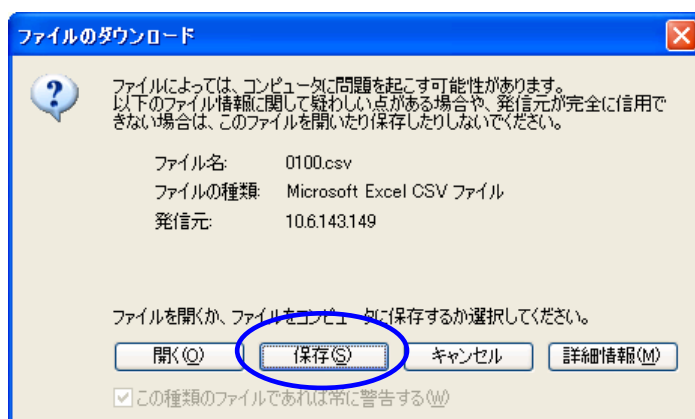 ファイルのダウンロード
ファイルによっては、コンピュータに問題を起こす可能性があります。
以下のファイル情報に関して疑わしい点がある場合や、発信元が完全に信用で
きない場合は、このファイルを開いたり保存したりしないでください。
ファイル名: 0100.csv
ファイルの種類: Microsoft Excel CSV ファイル
発信元: 10.6.143.149
ファイルを開くか、ファイルをコンピュータに保存するか選択してください。
開く(O) 保存(S) キャンセル 詳細情報(M)
この種類のファイルであれば常に警告する(W)